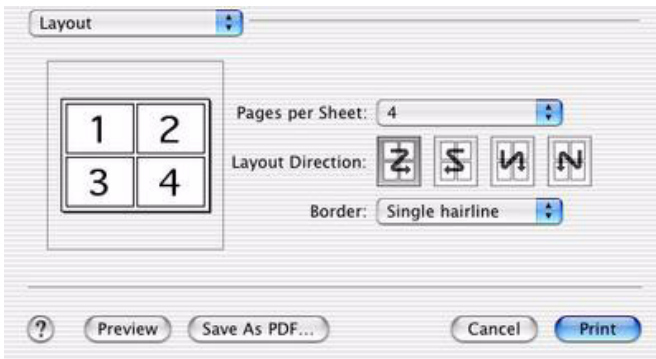 Layout
1 2
3 4
Pages per Sheet: 4
Layout Direction:
Border: Single hairline
? Preview Save As PDF... Cancel Print